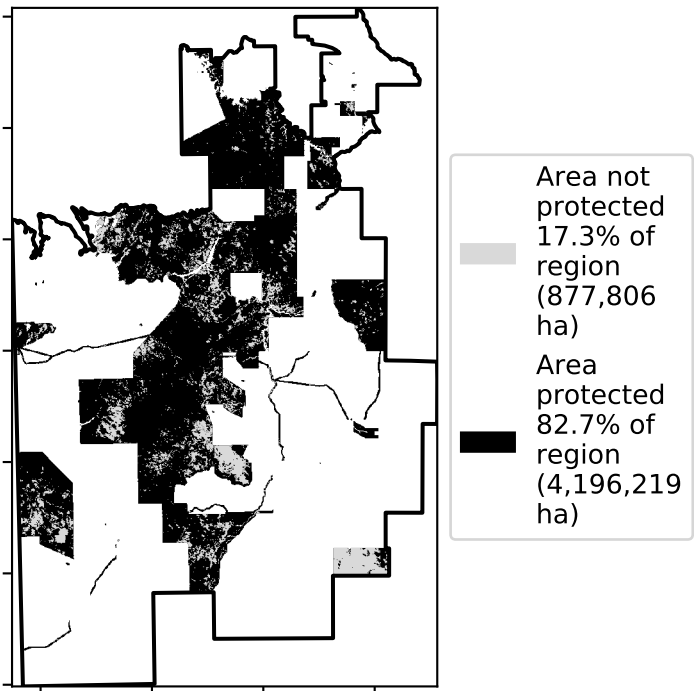 Area not
protected
17.3% of
region
(877,806
ha)
Area
protected
82.7% of
region
(4,196,219
ha)